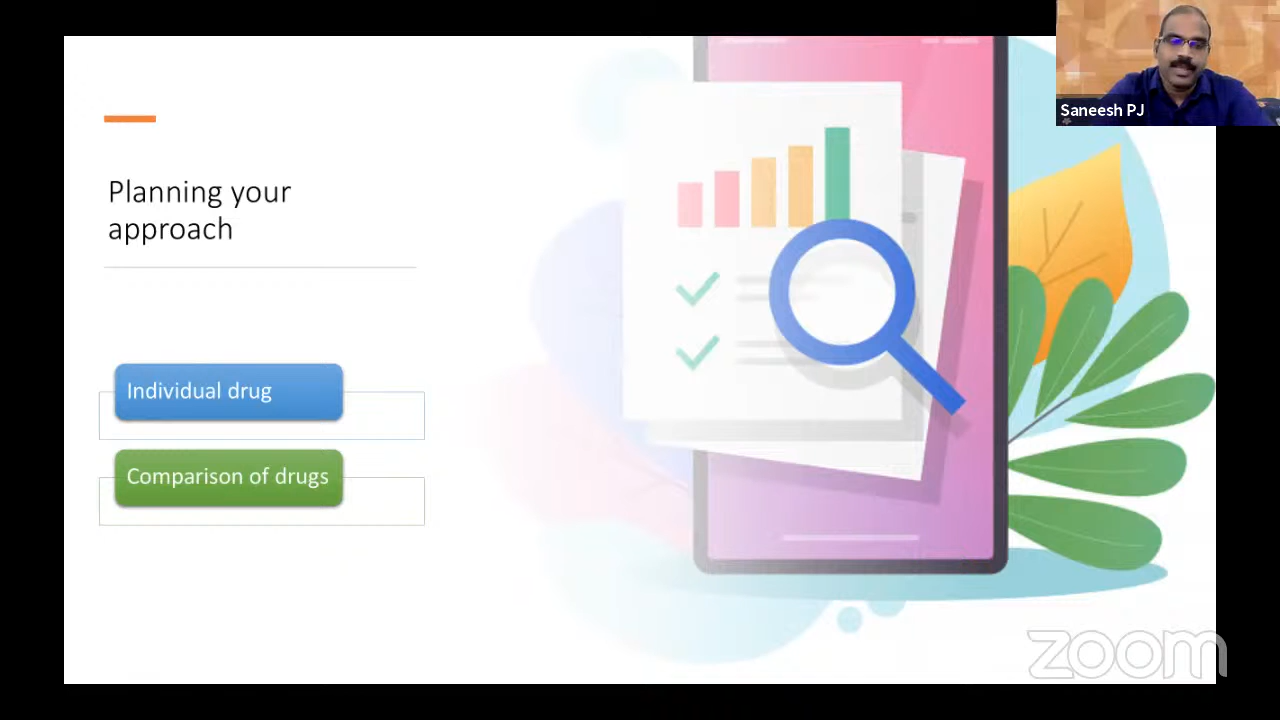 Saneesh PJ
Planning your
approach
Individual drug
Comparison of drugs
zoom